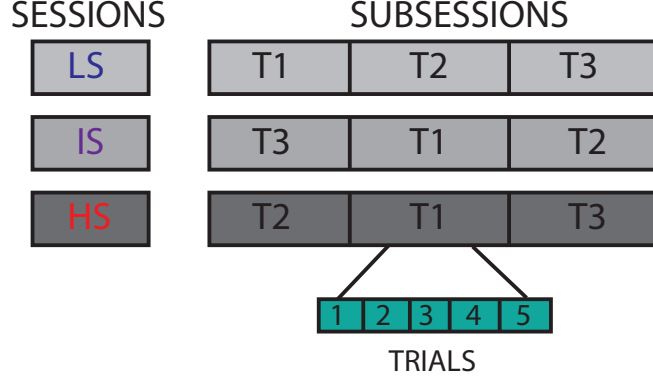 SESSIONS SUBSESSIONS
LS T1 T2 T3
IS T3 T1 T2
HS T2 T1 T3
1 2 3 4 5
TRIALS